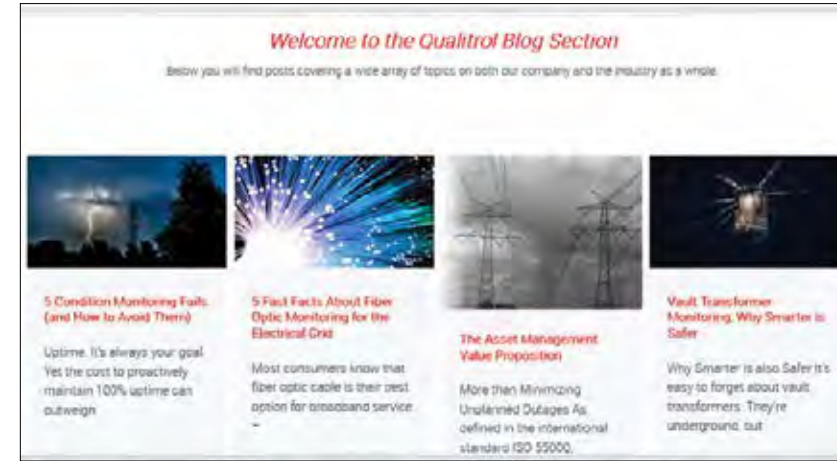 Welcome to the Qualitrol Blog Section
Below you will find posts covering a wide array of topics on both our company and the industry as a whole.
5 Condition Monitoring Fails
(and How to Avoid Them)
Uptime. It's always your goal.
Yet the cost to proactively
maintain 100% uptime can
outweigh
5 Fast Facts About Fiber
Optic Monitoring for the
Electrical Grid
Most consumers know that
fiber optic cable is their best
option for broadband service
–
The Asset Management
Value Proposition
More than Minimizing
Unplanned Outages As
defined in the international
standard ISO 55000,
Vault Transformer
Monitoring: Why Smarter is
Safer
Why Smarter is also Safer It's
easy to forget about vault
transformers. They're
underground, out